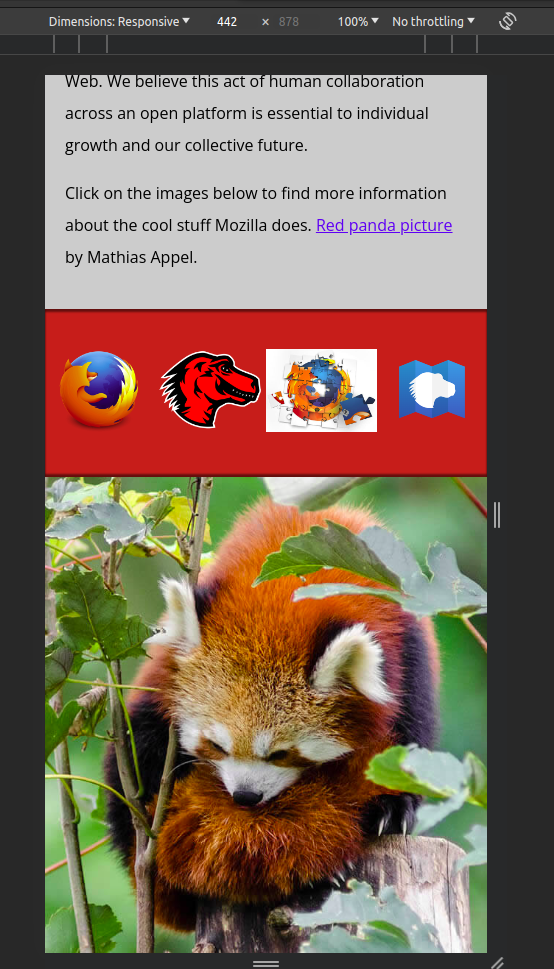 Dimensions: Responsive 442 × 878 100% No throttling
Web. We believe this act of human collaboration
across an open platform is essential to individual
growth and our collective future.
Click on the images below to find more information
about the cool stuff Mozilla does. Red panda picture
by Mathias Appel.